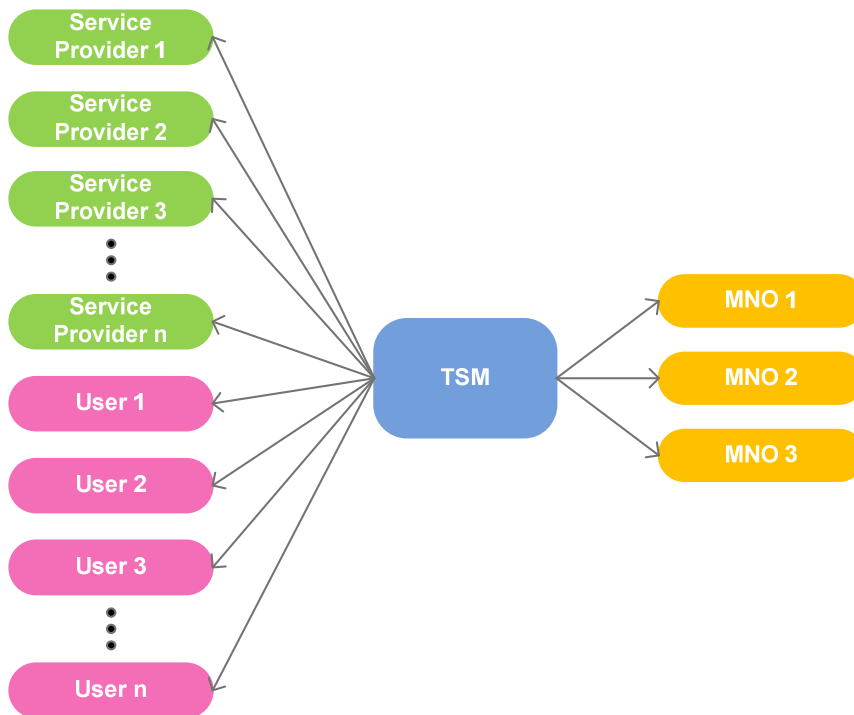 Service
Provider 1
Service
Provider 2
Service
Provider 3
Service
Provider n
User 1
User 2
User 3
User n
TSM
MNO 1
MNO 2
MNO 3